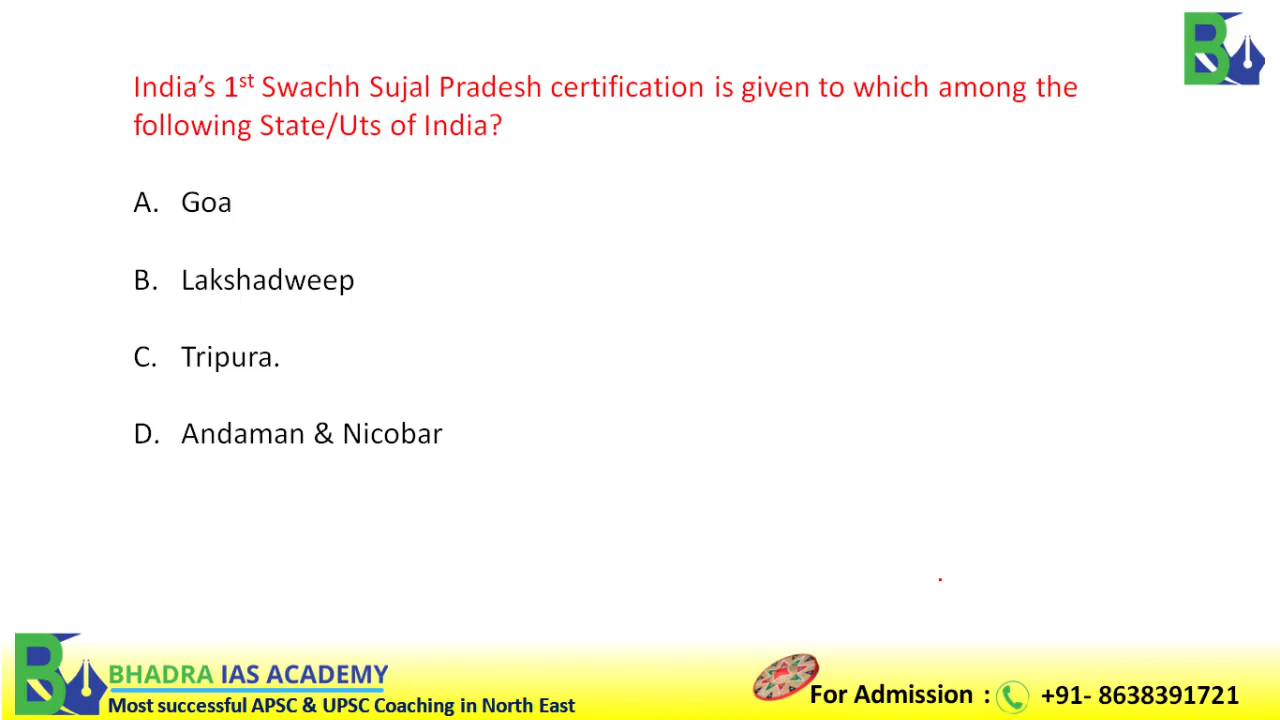 India’s 1st Swachh Sujal Pradesh certification is given to which among the
following State/Uts of India?
A. Goa
B. Lakshadweep
C. Tripura.
D. Andaman & Nicobar
BHADRA IAS ACADEMY
Most successful APSC & UPSC Coaching in North East
For Admission : +91- 8638391721